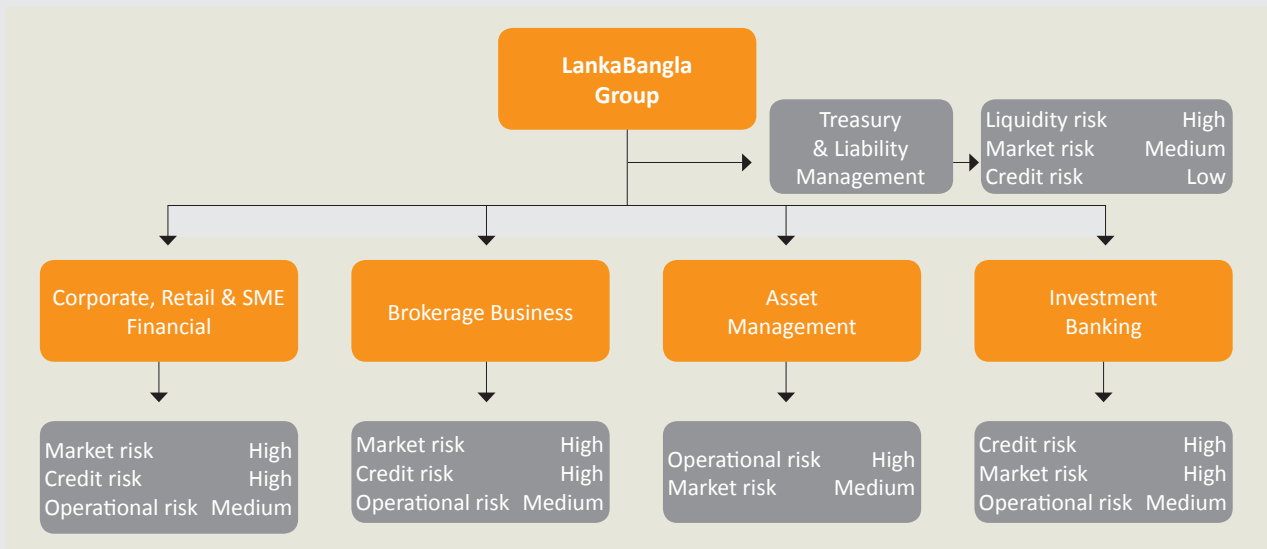 LankaBangla
Group
Treasury
& Liability
Management
Liquidity risk High
Market risk Medium
Credit risk Low
Corporate, Retail & SME
Financial
Brokerage Business
Asset
Management
Investment
Banking
Market risk High
Credit risk High
Operational risk Medium
Market risk High
Credit risk High
Operational risk Medium
Operational risk High
Market risk Medium
Credit risk High
Market risk High
Operational risk Medium